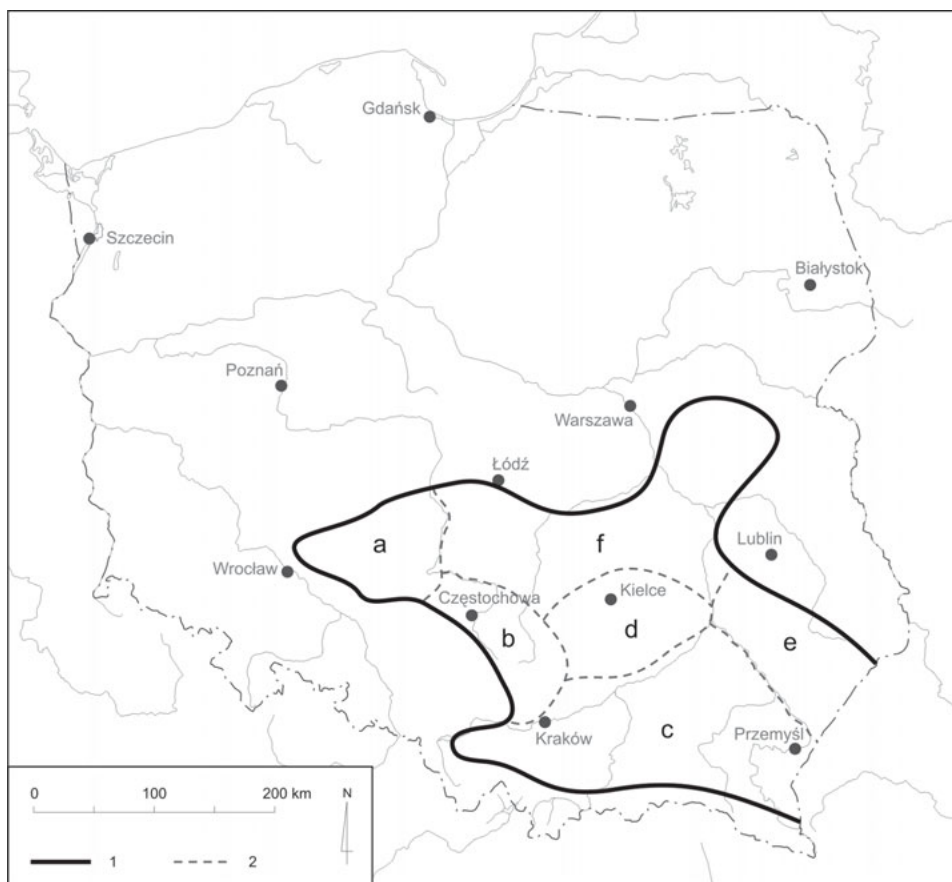 Gdańsk
Szczecin
Białystok
Poznań
Warszawa
Łódź
a
f
Lublin
Wrocław
Częstochowa
Kielce
b
d
e
c
Kraków
Przemyśl
0 100 200 km N
1 2